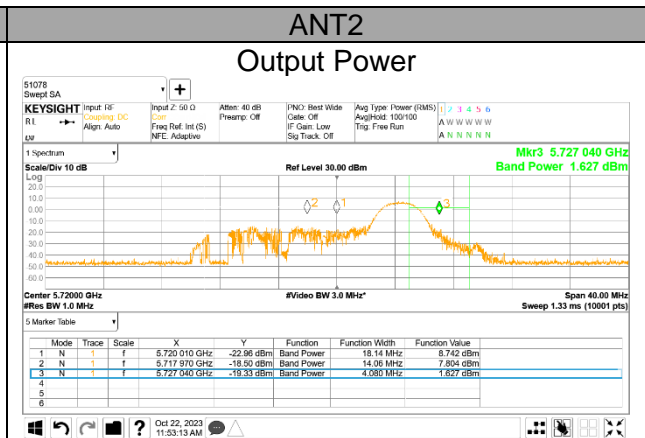 ANT2
Output Power
51078
Swept SA
KEYSIGHT
Input: RF
Input Z: 50 Ω
Atten: 40 dB
PNO: Best Wide
Avg Type: Power (RMS)
1 2 3 4 5 6
RL
Coupling: DC
Corr
Preamp: Off
Gate: Off
Avg|Hold: 100/100
A W W W W W
Align: Auto
Freq Ref: Int (S)
IF Gain: Low
Trig: Free Run
NFE: Adaptive
Sig Track: Off
A N N N N N
1 Spectrum
Mkr3 5.727 040 GHz
Scale/Div 10 dB
Ref Level 30.00 dBm
Band Power 1.627 dBm
Log
20.0
10.0
0.00
2 1 3
10.0
20.0
30.0
40.0
50.0
-60.0
Center 5.72000 GHz
#Video BW 3.0 MHz*
Span 40.00 MHz
#Res BW 1.0 MHz
Sweep 1.33 ms (10001 pts)
5 Marker Table
Mode Trace Scale X Y Function Function Width Function Value
1 N 1 f 5.720 010 GHz -22.96 dBm Band Power 18.14 MHz 8.742 dBm
2 N 1 f 5.717 970 GHz -18.50 dBm Band Power 14.06 MHz 7.804 dBm
3 N 1 f 5.727 040 GHz -19.33 dBm Band Power 4.080 MHz 1.627 dBm
4
5
6
?
Oct 22, 2023
11:53:13 AM